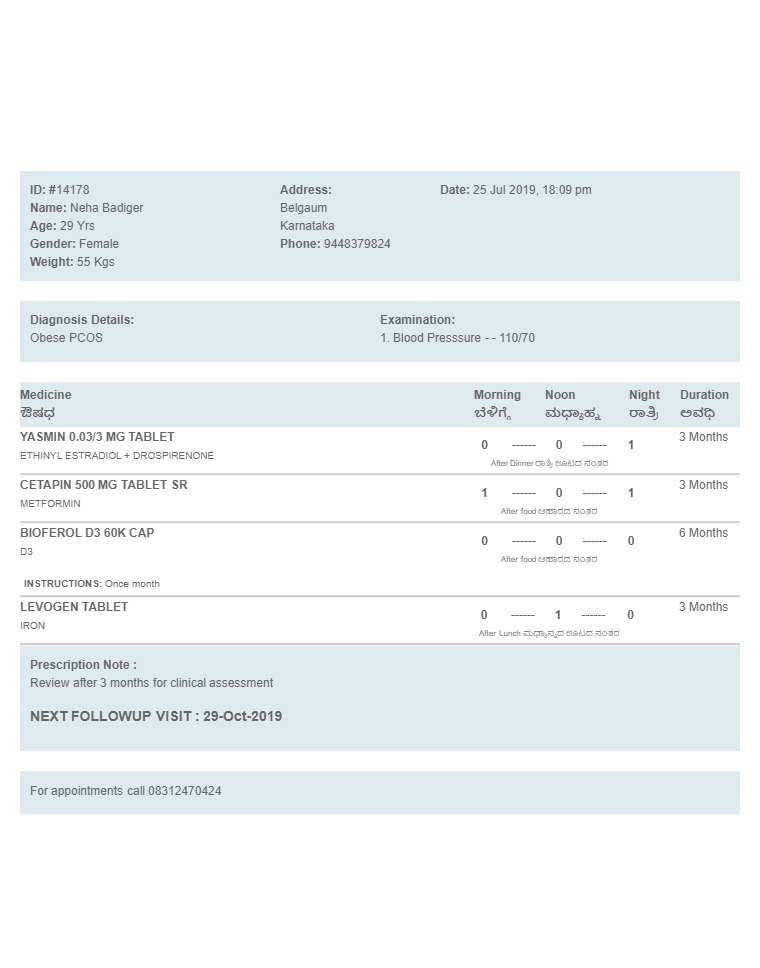 ID: #14178
Name: Neha Badiger
Age: 29 Yrs
Gender: Female
Weight: 55 Kgs
Address:
Belgaum
Karnataka
Phone: 9448379824
Date: 25 Jul 2019, 18:09 pm
Diagnosis Details:
Obese PCOS
Examination:
1. Blood Presssure - - 110/70
Medicine Morning Noon Night Duration
ಔಷಧ ಬೆಳಿಗ್ಗೆ ಮಧ್ಯಾಹ್ನ ರಾತ್ರಿ ಅವಧಿ
YASMIN 0.03/3 MG TABLET 0 ------ 0 ------ 1 3 Months
ETHINYL ESTRADIOL + DROSPIRENONE
After Dinner ರಾತ್ರಿ ಊಟದ ನಂತರ
CETAPIN 500 MG TABLET SR 1 ------ 0 ------ 1 3 Months
METFORMIN
After food ಆಹಾರದ ನಂತರ
BIOFEROL D3 60K CAP 0 ------ 0 ------ 0 6 Months
D3
After food ಆಹಾರದ ನಂತರ
INSTRUCTIONS: Once month
LEVOGEN TABLET 0 ------ 1 ------ 0 3 Months
IRON
After Lunch ಮಧ್ಯಾನ್ಹದ ಊಟದ ನಂತರ
Prescription Note :
Review after 3 months for clinical assessment
NEXT FOLLOWUP VISIT : 29-Oct-2019
For appointments call 08312470424